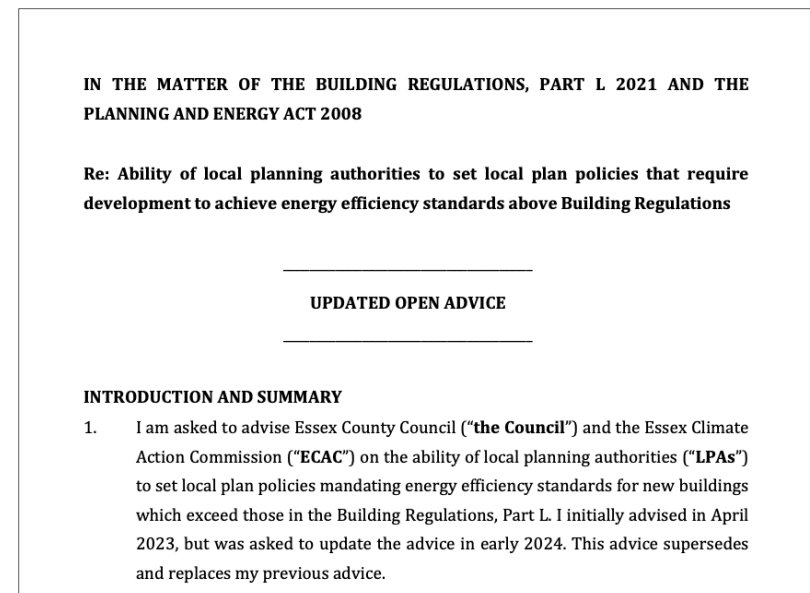 IN THE MATTER OF THE BUILDING REGULATIONS, PART L 2021 AND THE
PLANNING AND ENERGY ACT 2008
Re: Ability of local planning authorities to set local plan policies that require
development to achieve energy efficiency standards above Building Regulations
UPDATED OPEN ADVICE
INTRODUCTION AND SUMMARY
1. I am asked to advise Essex County Council (“the Council”) and the Essex Climate
Action Commission (“ECAC”) on the ability of local planning authorities (“LPAs”)
to set local plan policies mandating energy efficiency standards for new buildings
which exceed those in the Building Regulations, Part L. I initially advised in April
2023, but was asked to update the advice in early 2024. This advice supersedes
and replaces my previous advice.